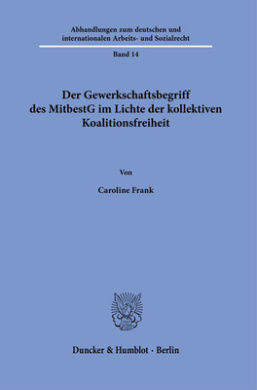 Abhandlungen zum deutschen und
internationalen Arbeits- und Sozialrecht
Band 14
Der Gewerkschaftsbegriff
des MitbestG im Lichte der kollektiven
Koalitionsfreiheit
Von
Caroline Frank
Duncker & Humblot · Berlin